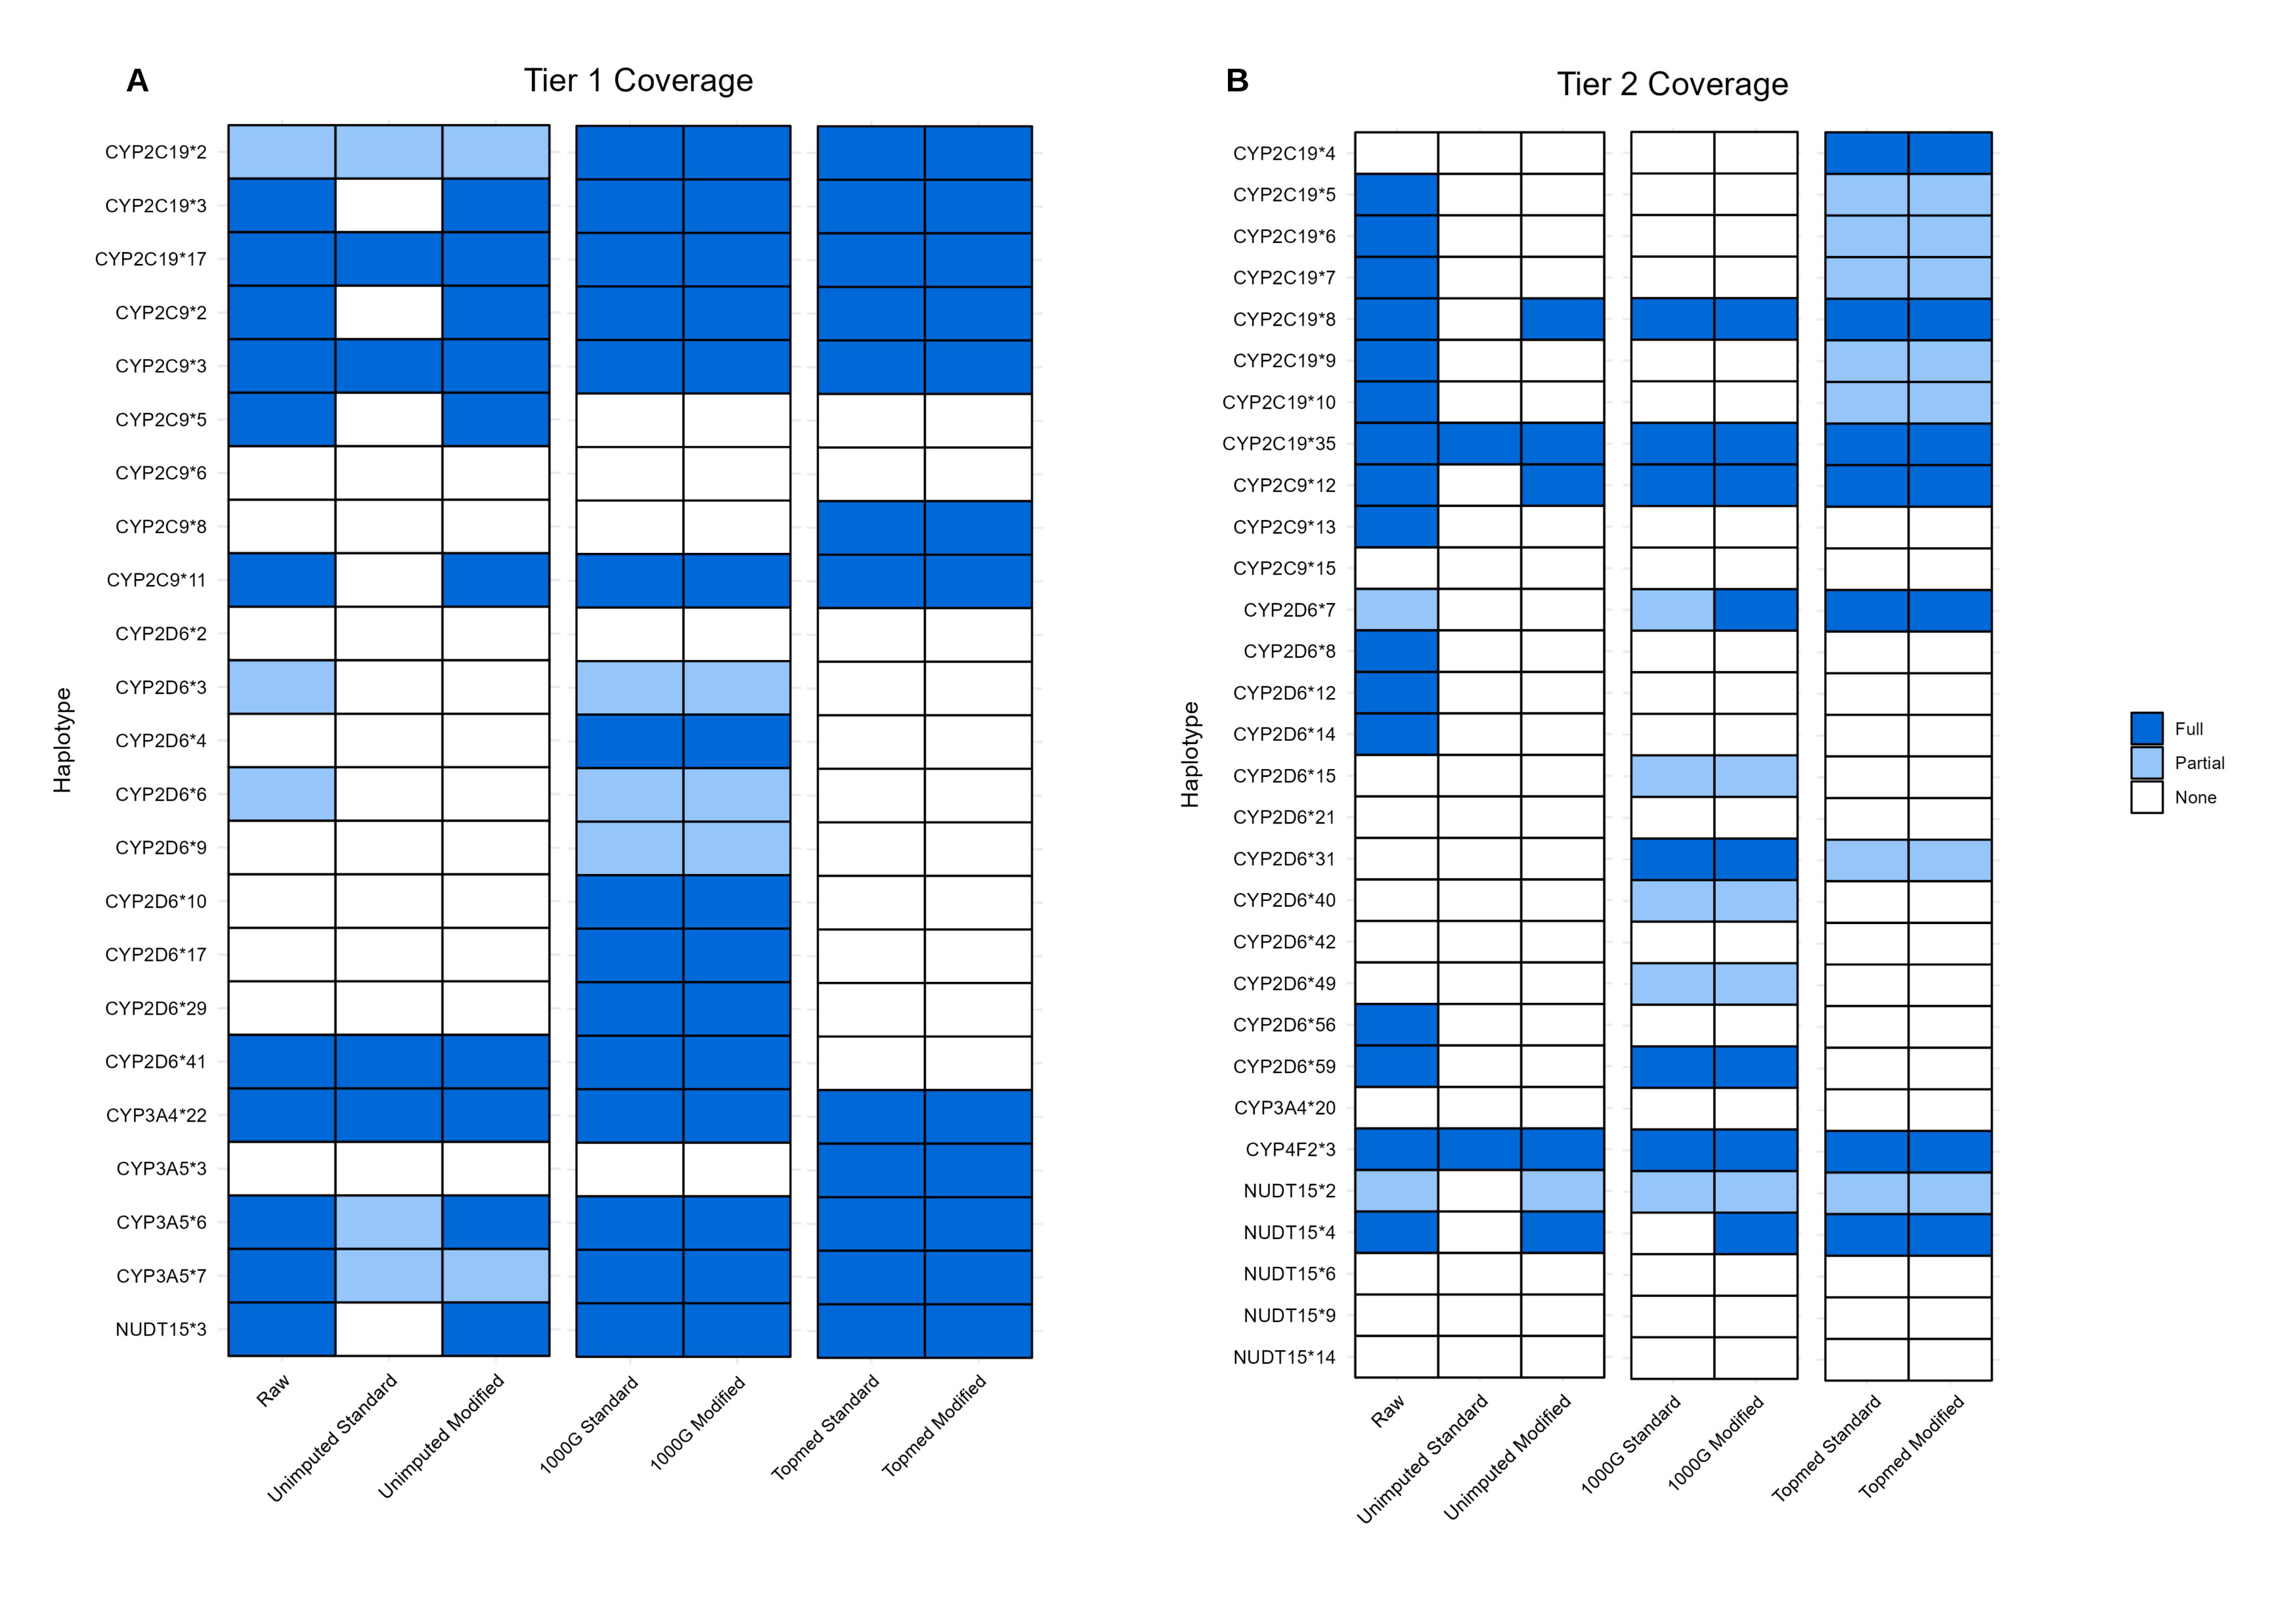 A
Tier 1 Coverage
Haplotype
CYP2C19*2
CYP2C19*3
CYP2C19*17
CYP2C9*2
CYP2C9*3
CYP2C9*5
CYP2C9*6
CYP2C9*8
CYP2C9*11
CYP2D6*2
CYP2D6*3
CYP2D6*4
CYP2D6*6
CYP2D6*9
CYP2D6*10
CYP2D6*17
CYP2D6*29
CYP2D6*41
CYP3A4*22
CYP3A5*3
CYP3A5*6
CYP3A5*7
NUDT15*3
Raw
Unimputed Standard
Unimputed Modified
1000G Standard
1000G Modified
Topmed Standard
Topmed Modified
B
Tier 2 Coverage
Haplotype
CYP2C19*4
CYP2C19*5
CYP2C19*6
CYP2C19*7
CYP2C19*8
CYP2C19*9
CYP2C19*10
CYP2C19*35
CYP2C9*12
CYP2C9*13
CYP2C9*15
CYP2D6*7
CYP2D6*8
CYP2D6*12
CYP2D6*14
CYP2D6*15
CYP2D6*21
CYP2D6*31
CYP2D6*40
CYP2D6*42
CYP2D6*49
CYP2D6*56
CYP2D6*59
CYP3A4*20
CYP4F2*3
NUDT15*2
NUDT15*4
NUDT15*6
NUDT15*9
NUDT15*14
Raw
Unimputed Standard
Unimputed Modified
1000G Standard
1000G Modified
Topmed Standard
Topmed Modified
Full
Partial
None